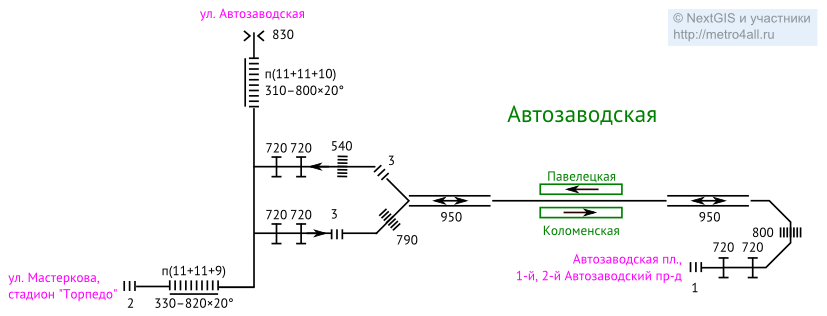 ул. Автозаводская
© NextGIS и участники
http://metro4all.ru
830
п(11+11+10)
310–800×20°
Автозаводская
720 720
540
3
Павелецкая
950
950
720 720
3
790
Коломенская
800
720 720
Автозаводская пл.,
1-й, 2-й Автозаводский пр-д
1
ул. Мастеркова,
стадион "Торпедо"
2
п(11+11+9)
330–820×20°